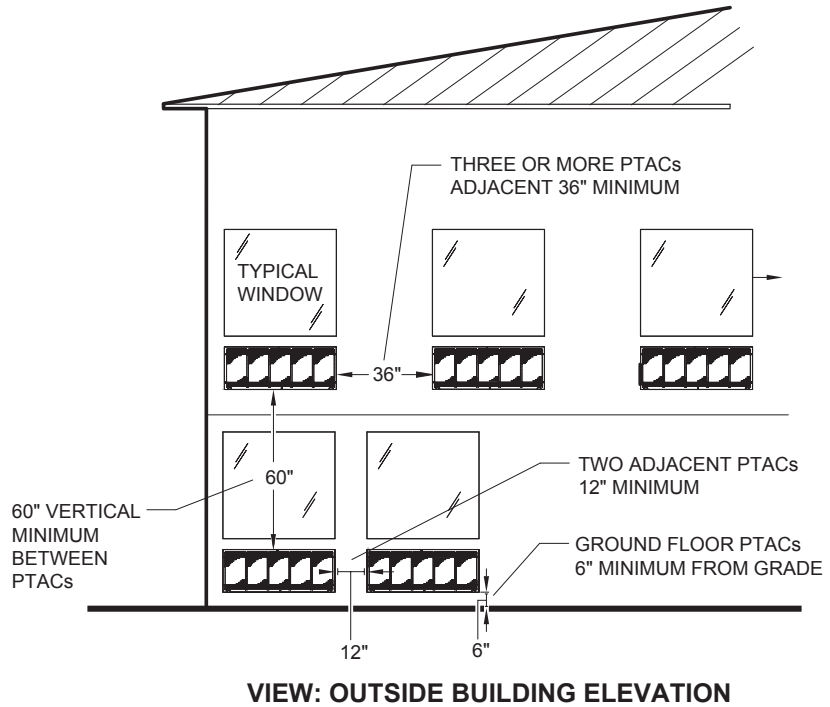 THREE OR MORE PTACs
ADJACENT 36" MINIMUM
TYPICAL
WINDOW
36"
60"
TWO ADJACENT PTACs
12" MINIMUM
60" VERTICAL
MINIMUM
BETWEEN
PTACs
GROUND FLOOR PTACs
6" MINIMUM FROM GRADE
12"
6"
VIEW: OUTSIDE BUILDING ELEVATION